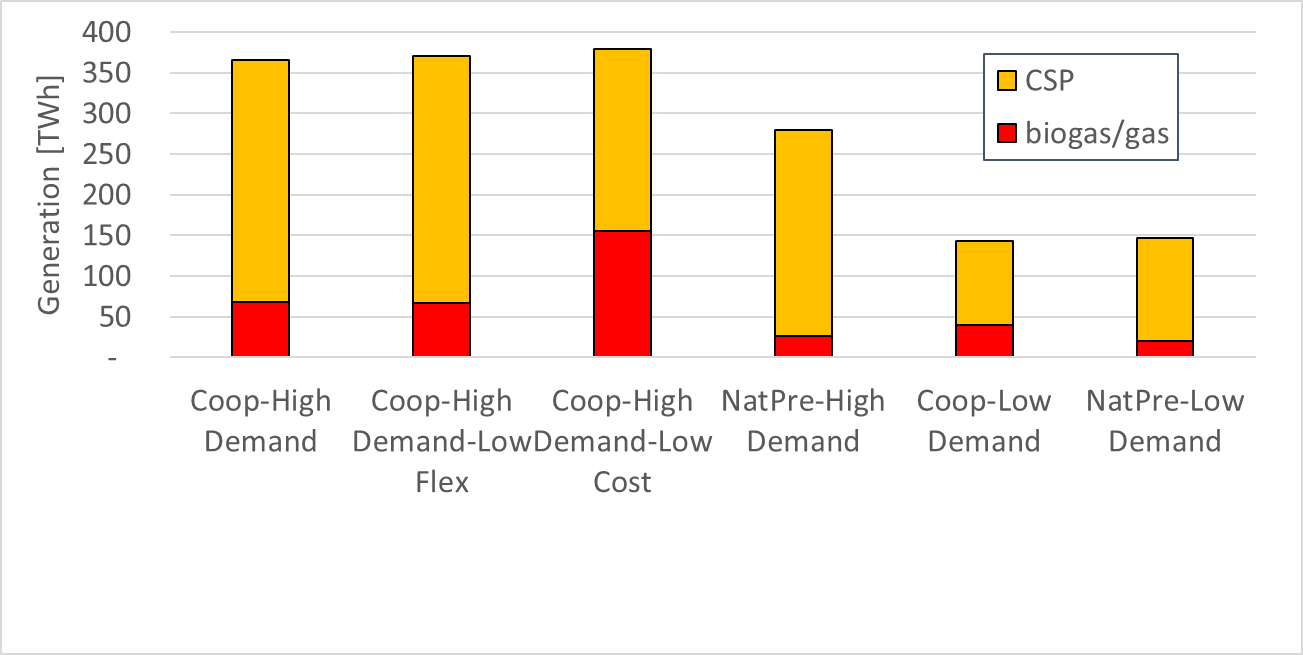 400
350
300
250
200
150
100
50
-
Generation [TWh]
CSP
biogas/gas
Coop-High
Demand
Coop-High
Demand-Low
Flex
Coop-High
Demand-Low
Cost
NatPre-High
Demand
Coop-Low
Demand
NatPre-Low
Demand